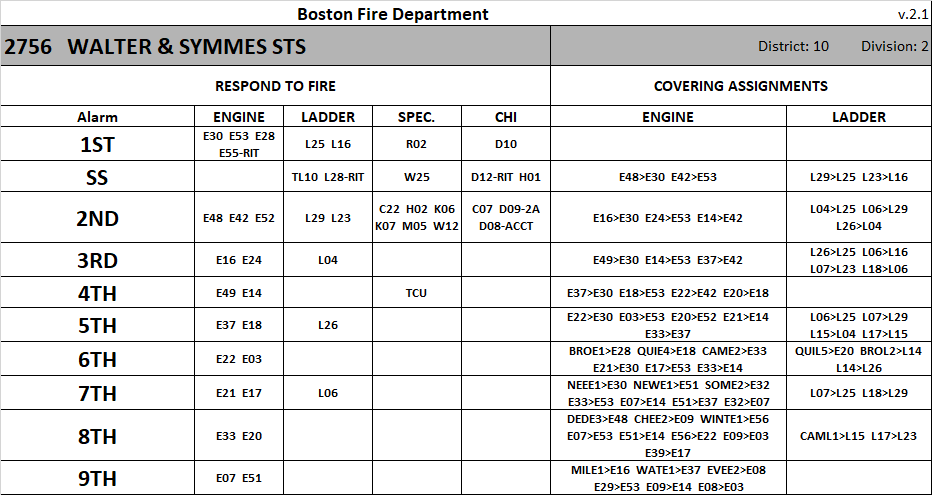 Boston Fire Department v.2.1
2756 WALTER & SYMMES STS District: 10 Division: 2
RESPOND TO FIRE COVERING ASSIGNMENTS
Alarm ENGINE LADDER SPEC. CHI ENGINE LADDER
1ST E30 E53 E28 E55-RIT L25 L16 R02 D10
SS TL10 L28-RIT W25 D12-RIT H01 E48>E30 E42>E53 L29>L25 L23>L16
2ND E48 E42 E52 L29 L23 C22 H02 K06 K07 M05 W12 C07 D09-2A D08-ACCT E16>E30 E24>E53 E14>E42 L04>L25 L06>L29 L26>L04
3RD E16 E24 L04 E49>E30 E14>E53 E37>E42 L26>L25 L06>L16 L07>L23 L18>L06
4TH E49 E14 TCU E37>E30 E18>E53 E22>E42 E20>E18
5TH E37 E18 L26 E22>E30 E03>E53 E20>E52 E21>E14 E33>E37 L06>L25 L07>L29 L15>L04 L17>L15
6TH E22 E03 BROE1>E28 QUIE4>E18 CAME2>E33 E21>E30 E17>E53 E33>E14 QUIL5>E20 BROL2>L14 L14>L26
7TH E21 E17 L06 NEEE1>E30 NEWE1>E51 SOME2>E32 E33>E53 E07>E14 E51>E37 E32>E07 L07>L25 L18>L29
8TH E33 E20 DEDE3>E48 CHEE2>E09 WINTE1>E56 E07>E53 E51>E14 E56>E22 E09>E03 E39>E17 CAML1>L15 L17>L23
9TH E07 E51 MILE1>E16 WATE1>E37 EVEE2>E08 E29>E53 E09>E14 E08>E03